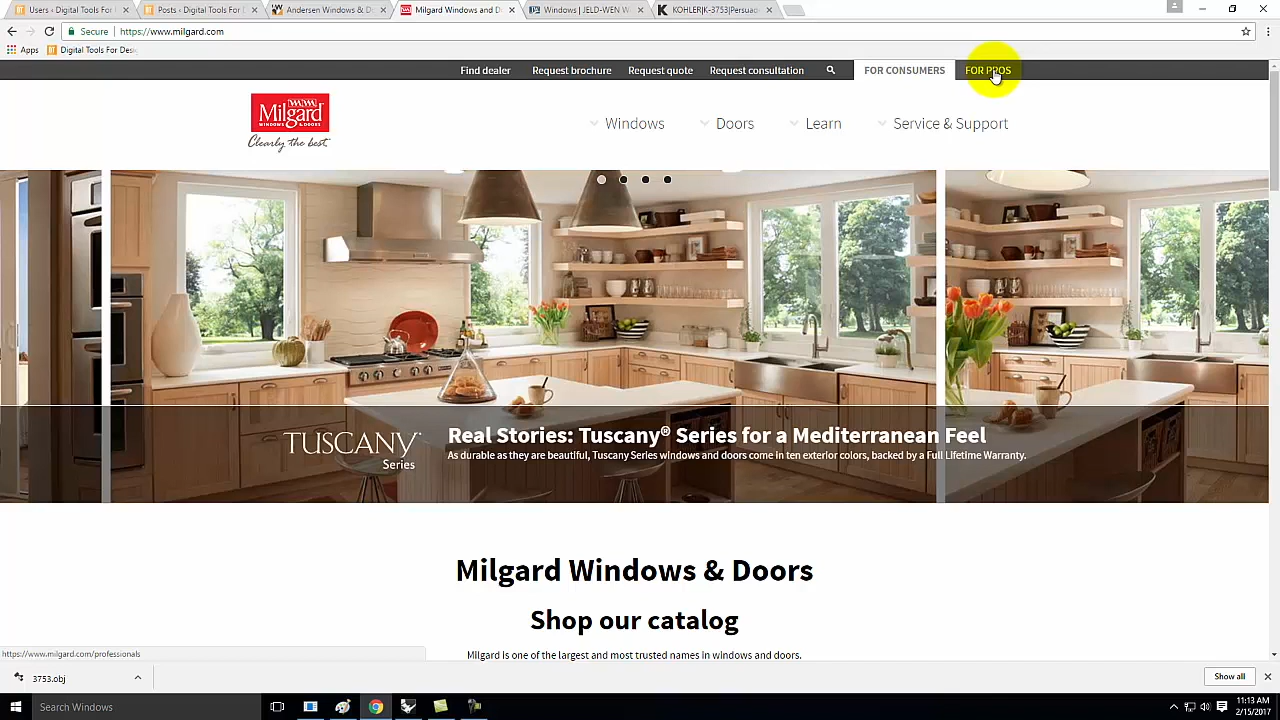 Users ‹ Digital Tools For
Posts ‹ Digital Tools For D
Andersen Windows & D
Milgard Windows and D
Windows | JELD-WEN W
KOHLER|K-3753|Persuad
Secure
https://www.milgard.com
Apps
Digital Tools For Desi
Find dealer
Request brochure
Request quote
Request consultation
FOR CONSUMERS
FOR PROS
Milgard
WINDOWS & DOORS
Clearly the best.
Windows
Doors
Learn
Service & Support
TUSCANY
Series
Real Stories: Tuscany® Series for a Mediterranean Feel
As durable as they are beautiful, Tuscany Series windows and doors come in ten exterior colors, backed by a Full Lifetime Warranty.
Milgard Windows & Doors
Shop our catalog
Milgard is one of the largest and most trusted names in windows and doors.
https://www.milgard.com/professionals
3753.obj
Show all
Search Windows
11:13 AM
2/15/2017